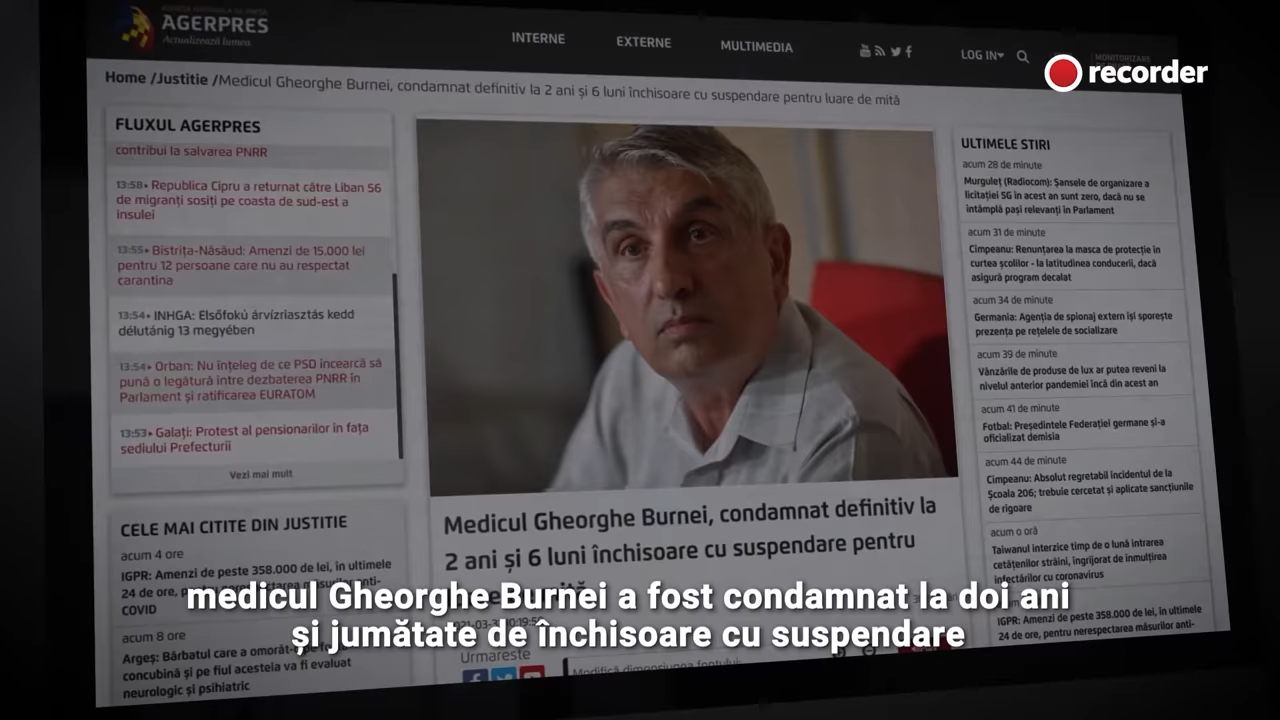 AGERPRES
Actualizează lumea
INTERNE
EXTERNE
MULTIMEDIA
LOG IN
recorder
Home /Justitie /Medicul Gheorghe Burnei, condamnat definitiv la 2 ani și 6 luni închisoare cu suspendare pentru luare de mită
FLUXUL AGERPRES
contribui la salvarea PNRR
13:58• Republica Cipru a returnat către Liban 56
de migranți sosiți pe coasta de sud-est a
insulei
13:55• Bistrița-Năsăud: Amenzi de 15.000 lei
pentru 12 persoane care nu au respectat
carantina
13:54• INHGA: Elsőfokú árvízriasztás kedd
délutánig 13 megyében
13:54• Orban: Nu înțeleg de ce PSD încearcă să
pună o legătură între dezbaterea PNRR în
Parlament și ratificarea EURATOM
13:53• Galați: Protest al pensionarilor în fața
sediului Prefecturii
Vezi mai mult
CELE MAI CITITE DIN JUSTITIE
acum 4 ore
IGPR: Amenzi de peste 358.000 de lei, în ultimele
24 de ore,
COVID
acum 8 ore
Argeș: Bărbatul care a omorât-
concubină și pe fiul acesteia va fi evaluat
neurologic și psihiatric
Medicul Gheorghe Burnei, condamnat definitiv la
2 ani și 6 luni închisoare cu suspendare pentru
Urmareste
Modifică dimensiunea fontului:
ULTIMELE STIRI
acum 28 de minute
Murguleț (Radiocom): Șansele de organizare a
licitației 5G în acest an sunt zero, dacă nu se
întâmplă pași relevanți în Parlament
acum 31 de minute
Cîmpeanu: Renunțarea la masca de protecție în
curtea școlilor - la latitudinea conducerii, dacă
asigură program decalat
acum 34 de minute
Germania: Agenția de spionaj extern își sporește
prezența pe rețelele de socializare
acum 39 de minute
Vânzările de produse de lux ar putea reveni la
nivelul anterior pandemiei încă din acest an
acum 41 de minute
Fotbal: Președintele Federației germane și-a
oficializat demisia
acum 44 de minute
Cîmpeanu: Absolut regretabil incidentul de la
Școala 206; trebuie cercetat și aplicate sancțiunile
de rigoare
acum o oră
Taiwanul interzice timp de o lună intrarea
cetățenilor străini, îngrijorat de înmulțirea
infectărilor cu coronavirus
IGPR: Amenzi de peste 358.000 de lei, în ultimele
24 de ore, pentru nerespectarea măsurilor anti-
medicul Gheorghe Burnei a fost condamnat la doi ani
și jumătate de închisoare cu suspendare